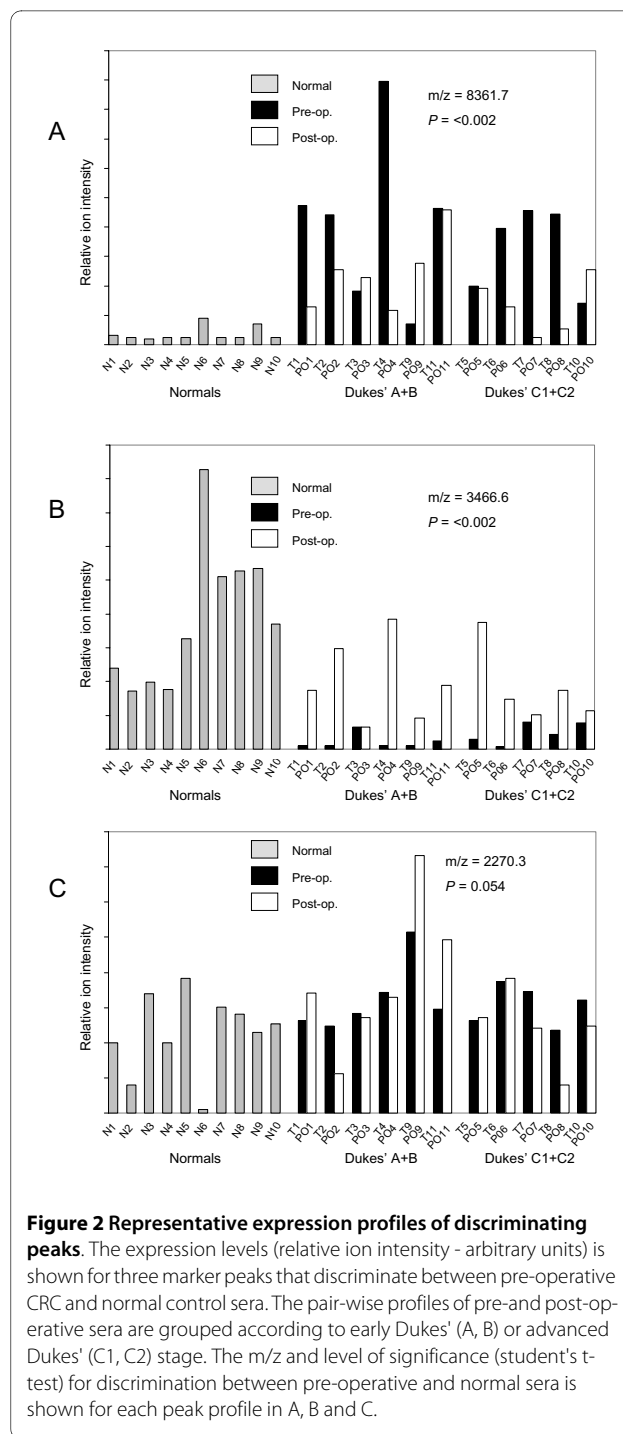 A
Relative ion intensity
Normal
Pre-op.
Post-op.
m/z = 8361.7
P = <0.002
N1 N2 N3 N4 N5 N6 N7 N8 N9 N10 T1 PO1 T2 PO2 T3 PO3 T4 PO4 T9 PO9 T11 PO11 T5 PO5 T6 P06 T7 PO7 T8 PO8 T10 PO10
Normals Dukes' A+B Dukes' C1+C2
B
Relative ion intensity
Normal
Pre-op.
Post-op.
m/z = 3466.6
P = <0.002
N1 N2 N3 N4 N5 N6 N7 N8 N9 N10 T1 PO1 T2 PO2 T3 PO3 T4 PO4 T9 PO9 T11 PO11 T5 PO5 T6 P06 T7 PO7 T8 PO8 T10 PO10
Normals Dukes' A+B Dukes' C1+C2
C
Relative ion intensity
Normal
Pre-op.
Post-op.
m/z = 2270.3
P = 0.054
N1 N2 N3 N4 N5 N6 N7 N8 N9 N10 T1 PO1 T2 PO2 T3 PO3 T4 PO4 T9 PO9 T11 PO11 T5 PO5 T6 P06 T7 PO7 T8 PO8 T10 PO10
Normals Dukes' A+B Dukes' C1+C2
Figure 2 Representative expression profiles of discriminating
peaks. The expression levels (relative ion intensity - arbitrary units) is
shown for three marker peaks that discriminate between pre-operative
CRC and normal control sera. The pair-wise profiles of pre-and post-op-
erative sera are grouped according to early Dukes' (A, B) or advanced
Dukes' (C1, C2) stage. The m/z and level of significance (student's t-
test) for discrimination between pre-operative and normal sera is
shown for each peak profile in A, B and C.